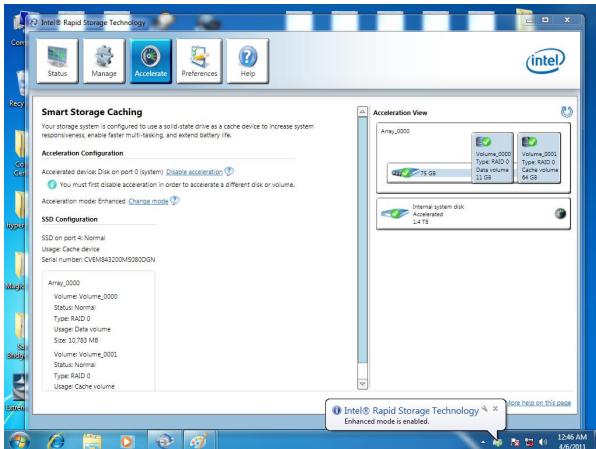 Intel® Rapid Storage Technology
Status
Manage
Accelerate
Preferences
Help
intel
Smart Storage Caching
Your storage system is configured to use a solid-state drive as a cache device to increase system
responsiveness, enable faster multi-tasking, and extend battery life.
Acceleration Configuration
Accelerated device: Disk on port 0 (system) Disable acceleration
You must first disable acceleration in order to accelerate a different disk or volume.
Acceleration mode: Enhanced Change mode
SSD Configuration
SSD on port 4: Normal
Usage: Cache device
Serial number: CVEM843200MS080DGN
Array_0000
Volume: Volume_0000
Status: Normal
Type: RAID 0
Usage: Data volume
Size: 10,783 MB
Volume: Volume_0001
Status: Normal
Type: RAID 0
Usage: Cache volume
Acceleration View
Array_0000
75 GB
Volume_0000
Type: RAID 0
Data volume
11 GB
Volume_0001
Type: RAID 0
Cache volume
64 GB
Internal system disk
Accelerated
1.4 TB
More help on this page
Intel® Rapid Storage Technology
Enhanced mode is enabled.
12:46 AM
4/6/2011